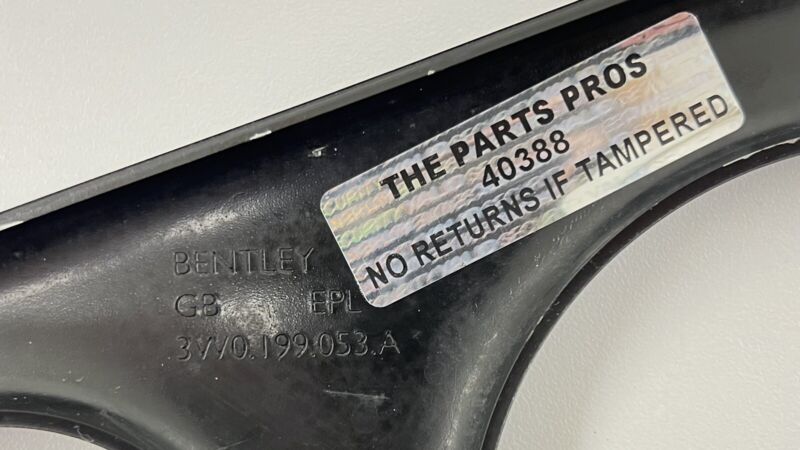 THE PARTS PROS
40388
NO RETURNS IF TAMPERED
BENTLEY
GB EPL
3W0.199.053.A